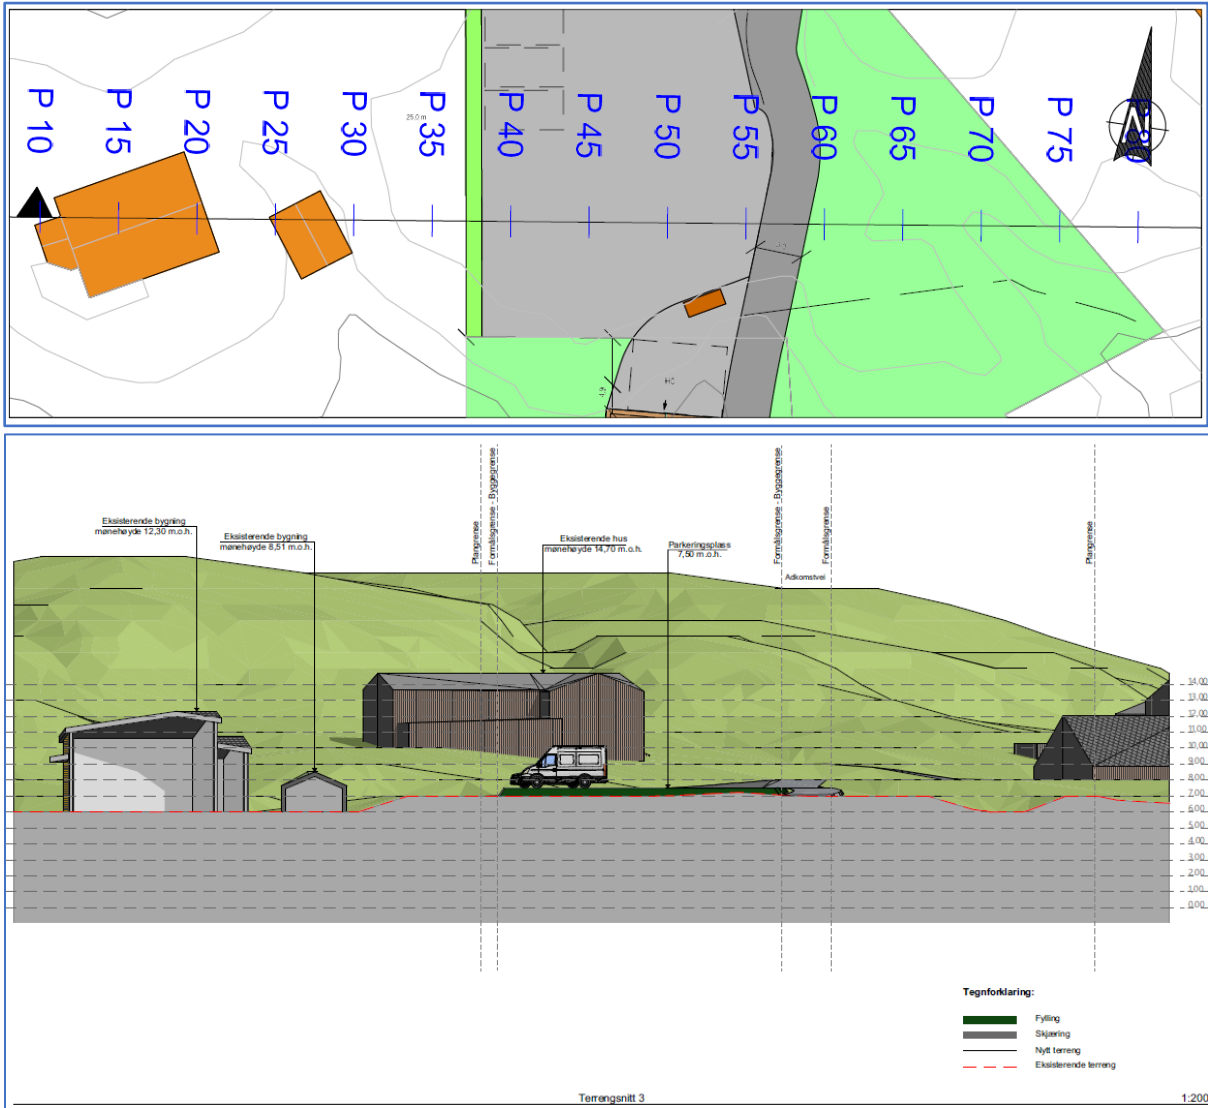 P 10
P 15
P 20
P 25
P 30
P 35
P 40
P 45
P 50
P 55
P 60
P 65
P 70
P 75
P 80
25.0 m
4,9
HC
Plangrense
Formålsgrense - Byggegrense
Formålsgrense - Byggegrense
Formålsgrense
Plangrense
Eksisterende bygning
mønehøyde 12,30 m.o.h.
Eksisterende bygning
mønehøyde 8,51 m.o.h.
Eksisterende hus
mønehøyde 14,70 m.o.h.
Parkeringsplass
7,50 m.o.h.
Adkomstvei
14,00
13,00
12,00
11,00
10,00
9,00
8,00
7,00
6,00
5,00
4,00
3,00
2,00
1,00
0,00
Tegnforklaring:
Fylling
Skjæring
Nytt terreng
Eksisterende terreng
Terrengsnitt 3
1:200